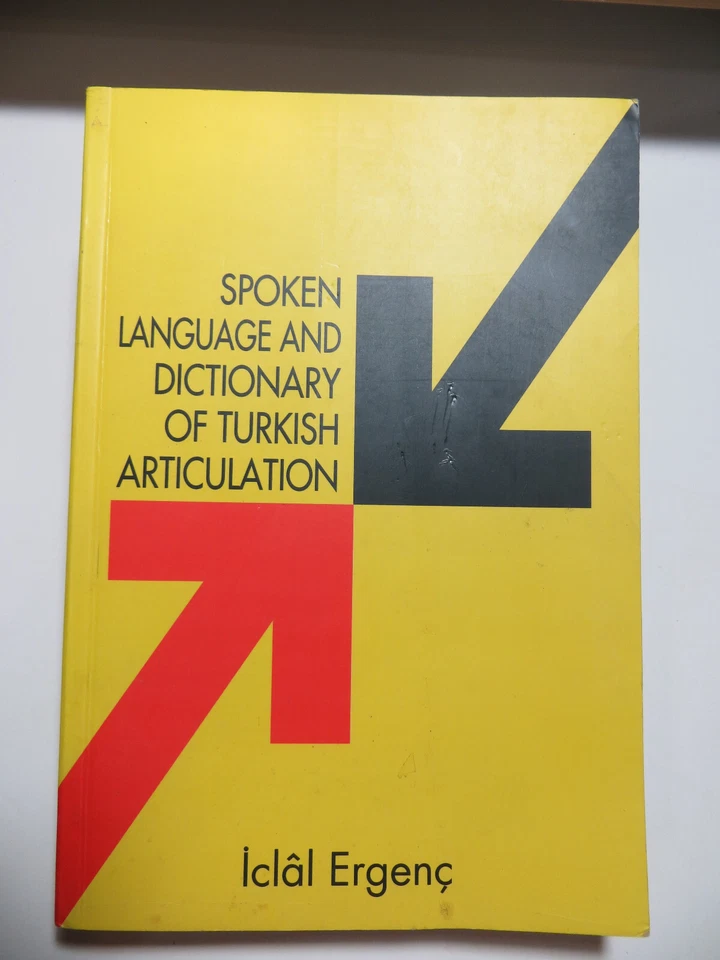 SPOKEN
LANGUAGE AND
DICTIONARY
OF TURKISH
ARTICULATION
İclâl Ergenç